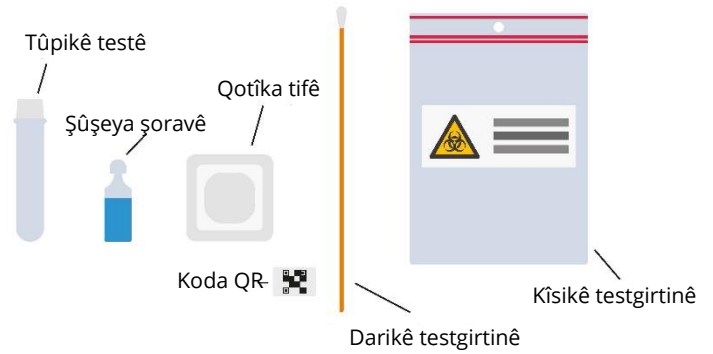 Tûpikê testê
Şûşeya şoravê
Qotîka tifê
Koda QR
Darikê testgirtinê
Kîsikê testgirtinê